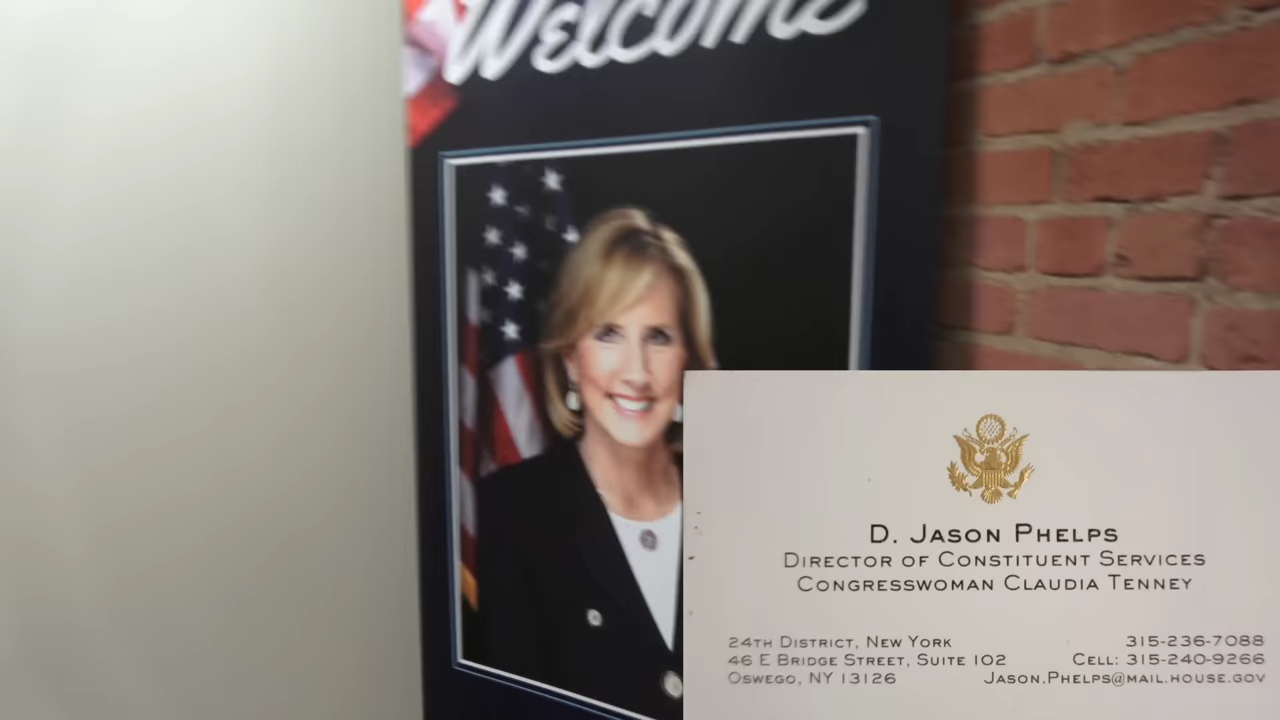 Welcome
D. Jason Phelps
Director of Constituent Services
Congresswoman Claudia Tenney
24th District, New York
46 E Bridge Street, Suite 102
Oswego, NY 13126
315-236-7088
Cell: 315-240-9266
Jason.Phelps@mail.house.gov